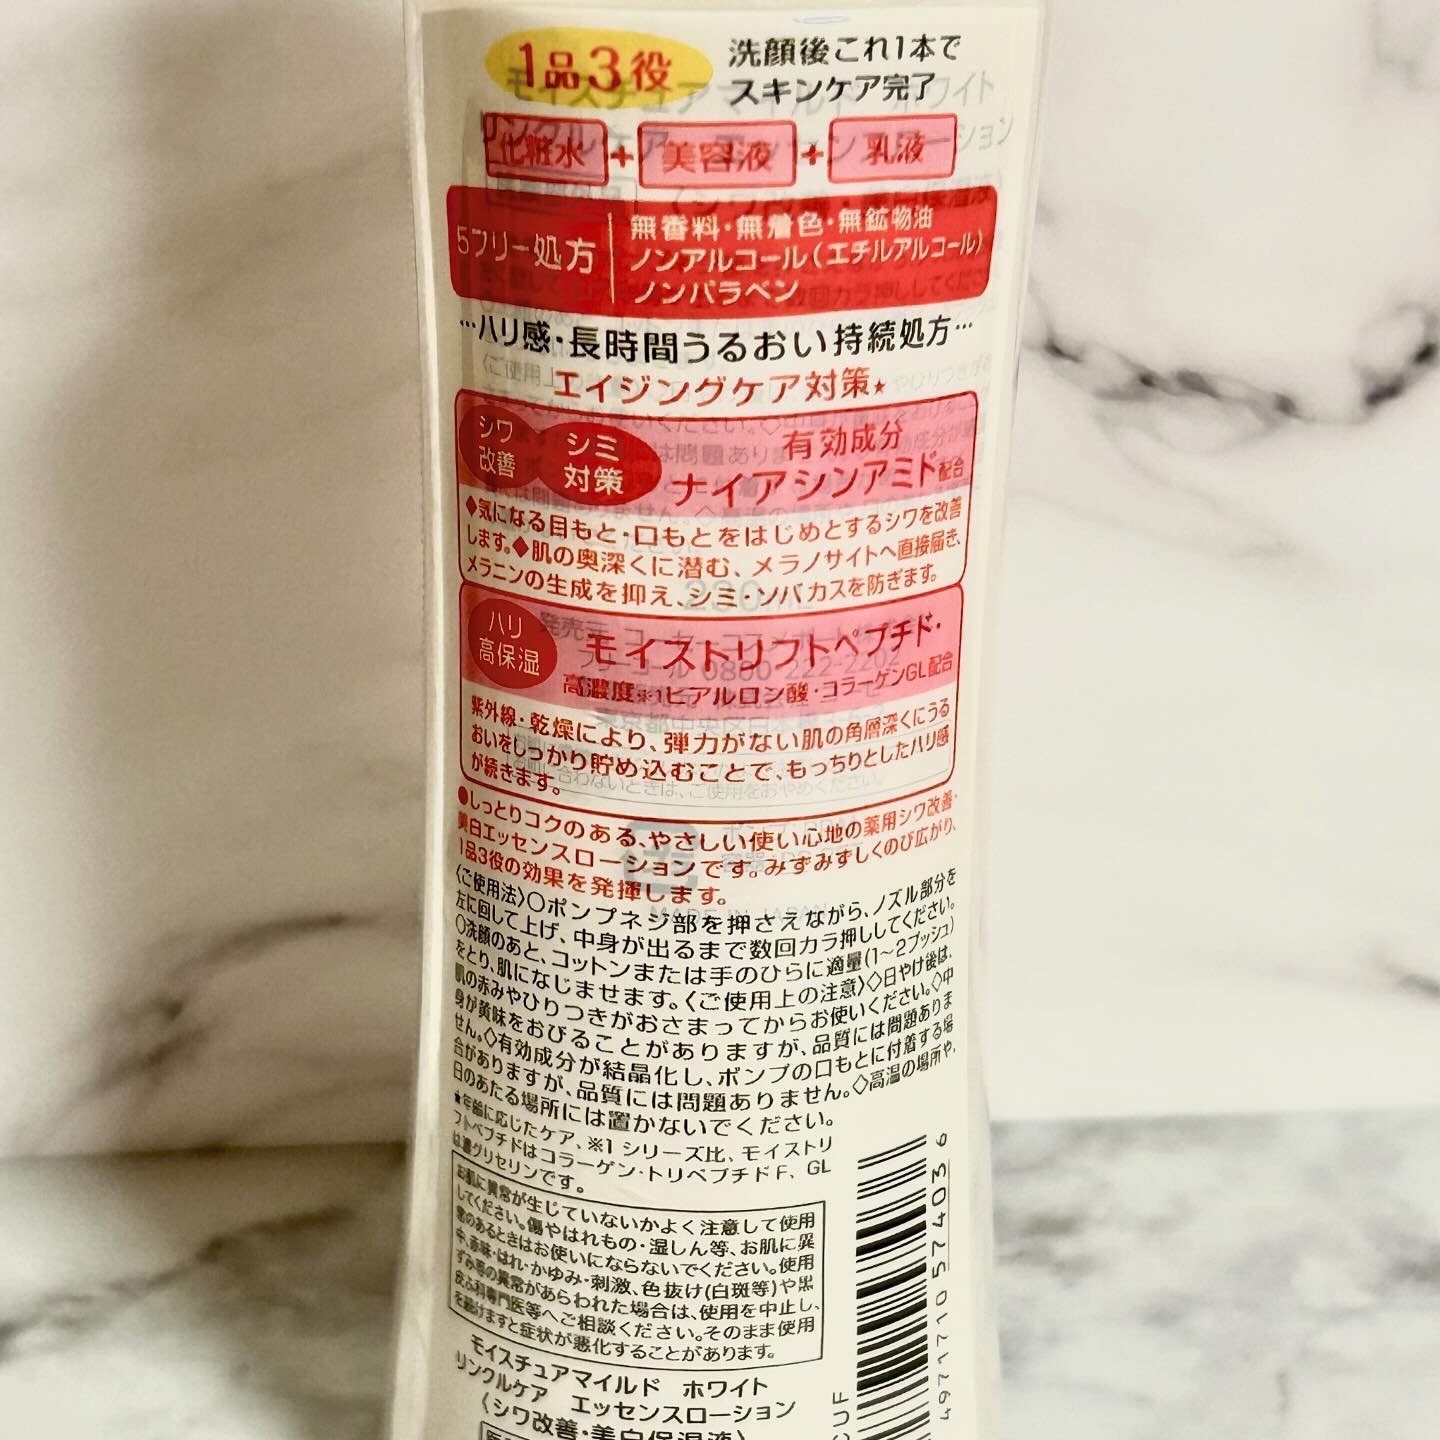 1品3役
洗顔後これ1本で
スキンケア完了
化粧水+美容液+乳液
5フリー処方
無香料・無着色・無鉱物油
ノンアルコール(エチルアルコール)
ノンパラベン
…ハリ感・長時間うるおい持続処方…
エイジングケア対策★
シワ
改善
シミ
対策
有効成分
ナイアシンアミド配合
◆気になる目もと・口もとをはじめとするシワを改善
します。◆肌の奥深くに潜む、メラノサイトへ直接届き、
メラニンの生成を抑え、シミ・ソバカスを防ぎます。
ハリ
高保湿
モイストリフトペプチド・
高濃度※1ヒアルロン酸・コラーゲンGL配合
紫外線・乾燥により、弾力がない肌の角層深くにうる
おいをしっかり貯め込むことで、もっちりとしたハリ感
が続きます。
●しっとりコクのある、やさしい使い心地の薬用シワ改善・
美白エッセンスローションです。みずみずしくのび広がり、
1品3役の効果を発揮します。
〈ご使用法〉○ポンプネジ部を押さえながら、ノズル部分を
左に回して上げ、中身が出るまで数回カラ押ししてください。
○洗顔のあと、コットンまたは手のひらに適量(1～2プッシュ)
をとり、肌になじませます。〈ご使用上の注意〉◇日やけ後は、
肌の赤みやひりつきがおさまってからお使いください。◇中
身が黄味をおびることがありますが、品質には問題ありま
せん。◇有効成分が結晶化し、ポンプの口もとに付着する場
合がありますが、品質には問題ありません。◇高温の場所や、
日のあたる場所には置かないでください。
★年齢に応じたケア、※1 シリーズ比、モイストリ
フトペプチドはコラーゲン・トリペプチドF、GL
は濃グリセリンです。
お肌に異常が生じていないかよく注意して使用
してください。傷やはれもの・湿しん等、お肌に異
常のあるときはお使いにならないでください。使用
中、赤味・はれ・かゆみ・刺激、色抜け(白斑等)や黒
ずみ等の異常があらわれた場合は、使用を中止し、
皮ふ科専門医等へご相談ください。そのまま使用
を続けますと症状が悪化することがあります。
モイスチュアマイルド ホワイト
リンクルケア エッセンスローション
〈シワ改善・美白保湿液〉
CUF
4971710 574036